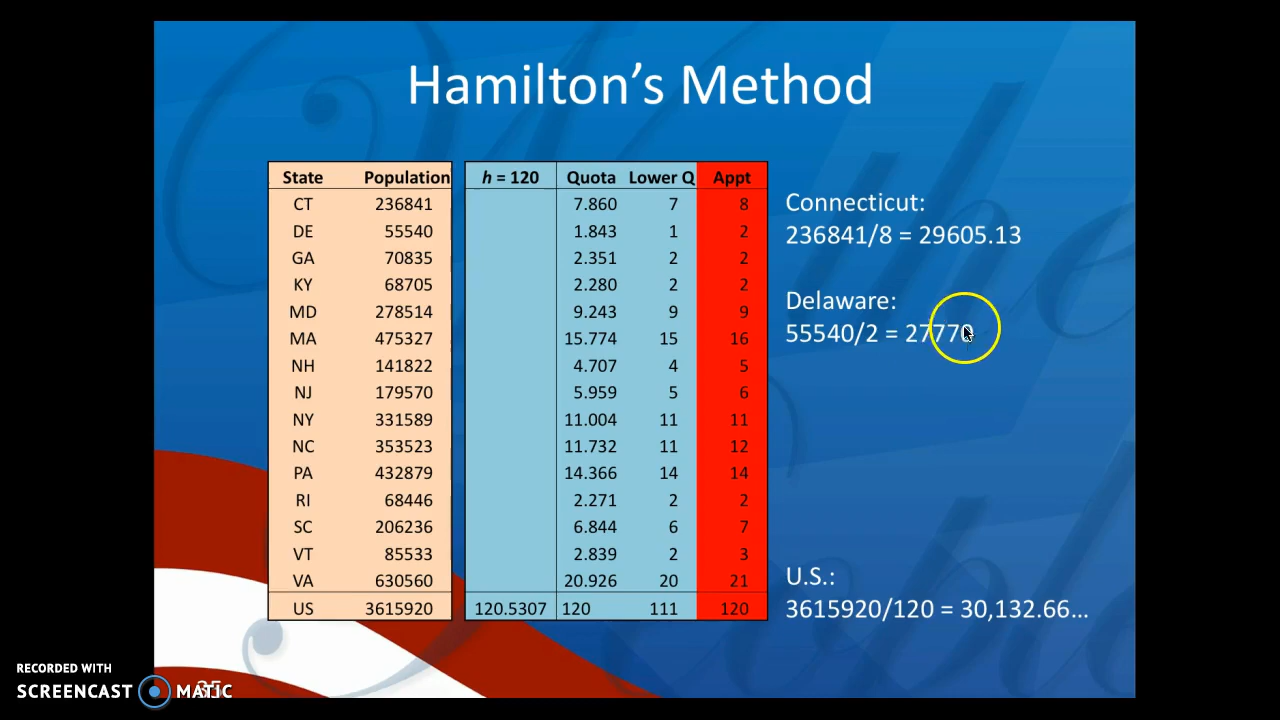 Hamilton's Method
State Population h = 120 Quota Lower Q Appt
CT 236841 7.860 7 8
DE 55540 1.843 1 2
GA 70835 2.351 2 2
KY 68705 2.280 2 2
MD 278514 9.243 9 9
MA 475327 15.774 15 16
NH 141822 4.707 4 5
NJ 179570 5.959 5 6
NY 331589 11.004 11 11
NC 353523 11.732 11 12
PA 432879 14.366 14 14
RI 68446 2.271 2 2
SC 206236 6.844 6 7
VT 85533 2.839 2 3
VA 630560 20.926 20 21
US 3615920 120.5307 120 111 120
Connecticut:
236841/8 = 29605.13
Delaware:
55540/2 = 27770
U.S.:
3615920/120 = 30,132.66...
RECORDED WITH
SCREENCAST MATIC